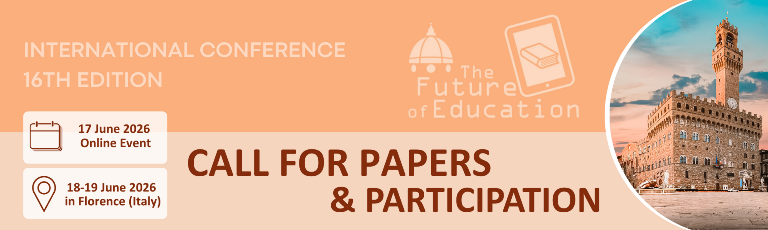 INTERNATIONAL CONFERENCE
16TH EDITION
The
Future
of Education
17 June 2026
Online Event
18-19 June 2026
in Florence (Italy)
CALL FOR PAPERS
& PARTICIPATION